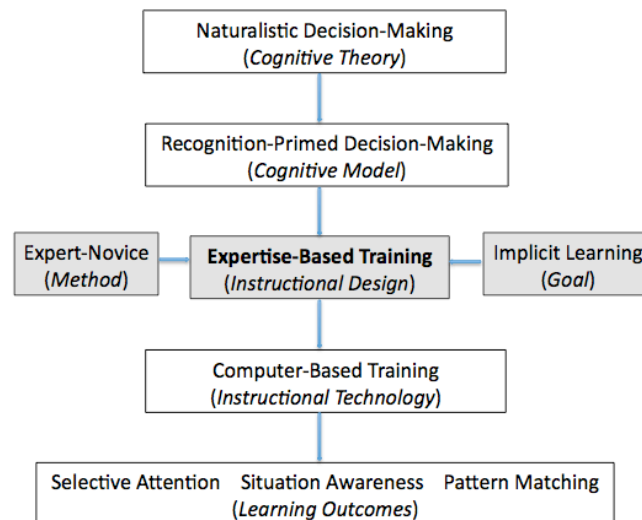 Naturalistic Decision-Making
(Cognitive Theory)
Recognition-Primed Decision-Making
(Cognitive Model)
Expert-Novice
(Method)
Expertise-Based Training
(Instructional Design)
Implicit Learning
(Goal)
Computer-Based Training
(Instructional Technology)
Selective Attention Situation Awareness Pattern Matching
(Learning Outcomes)